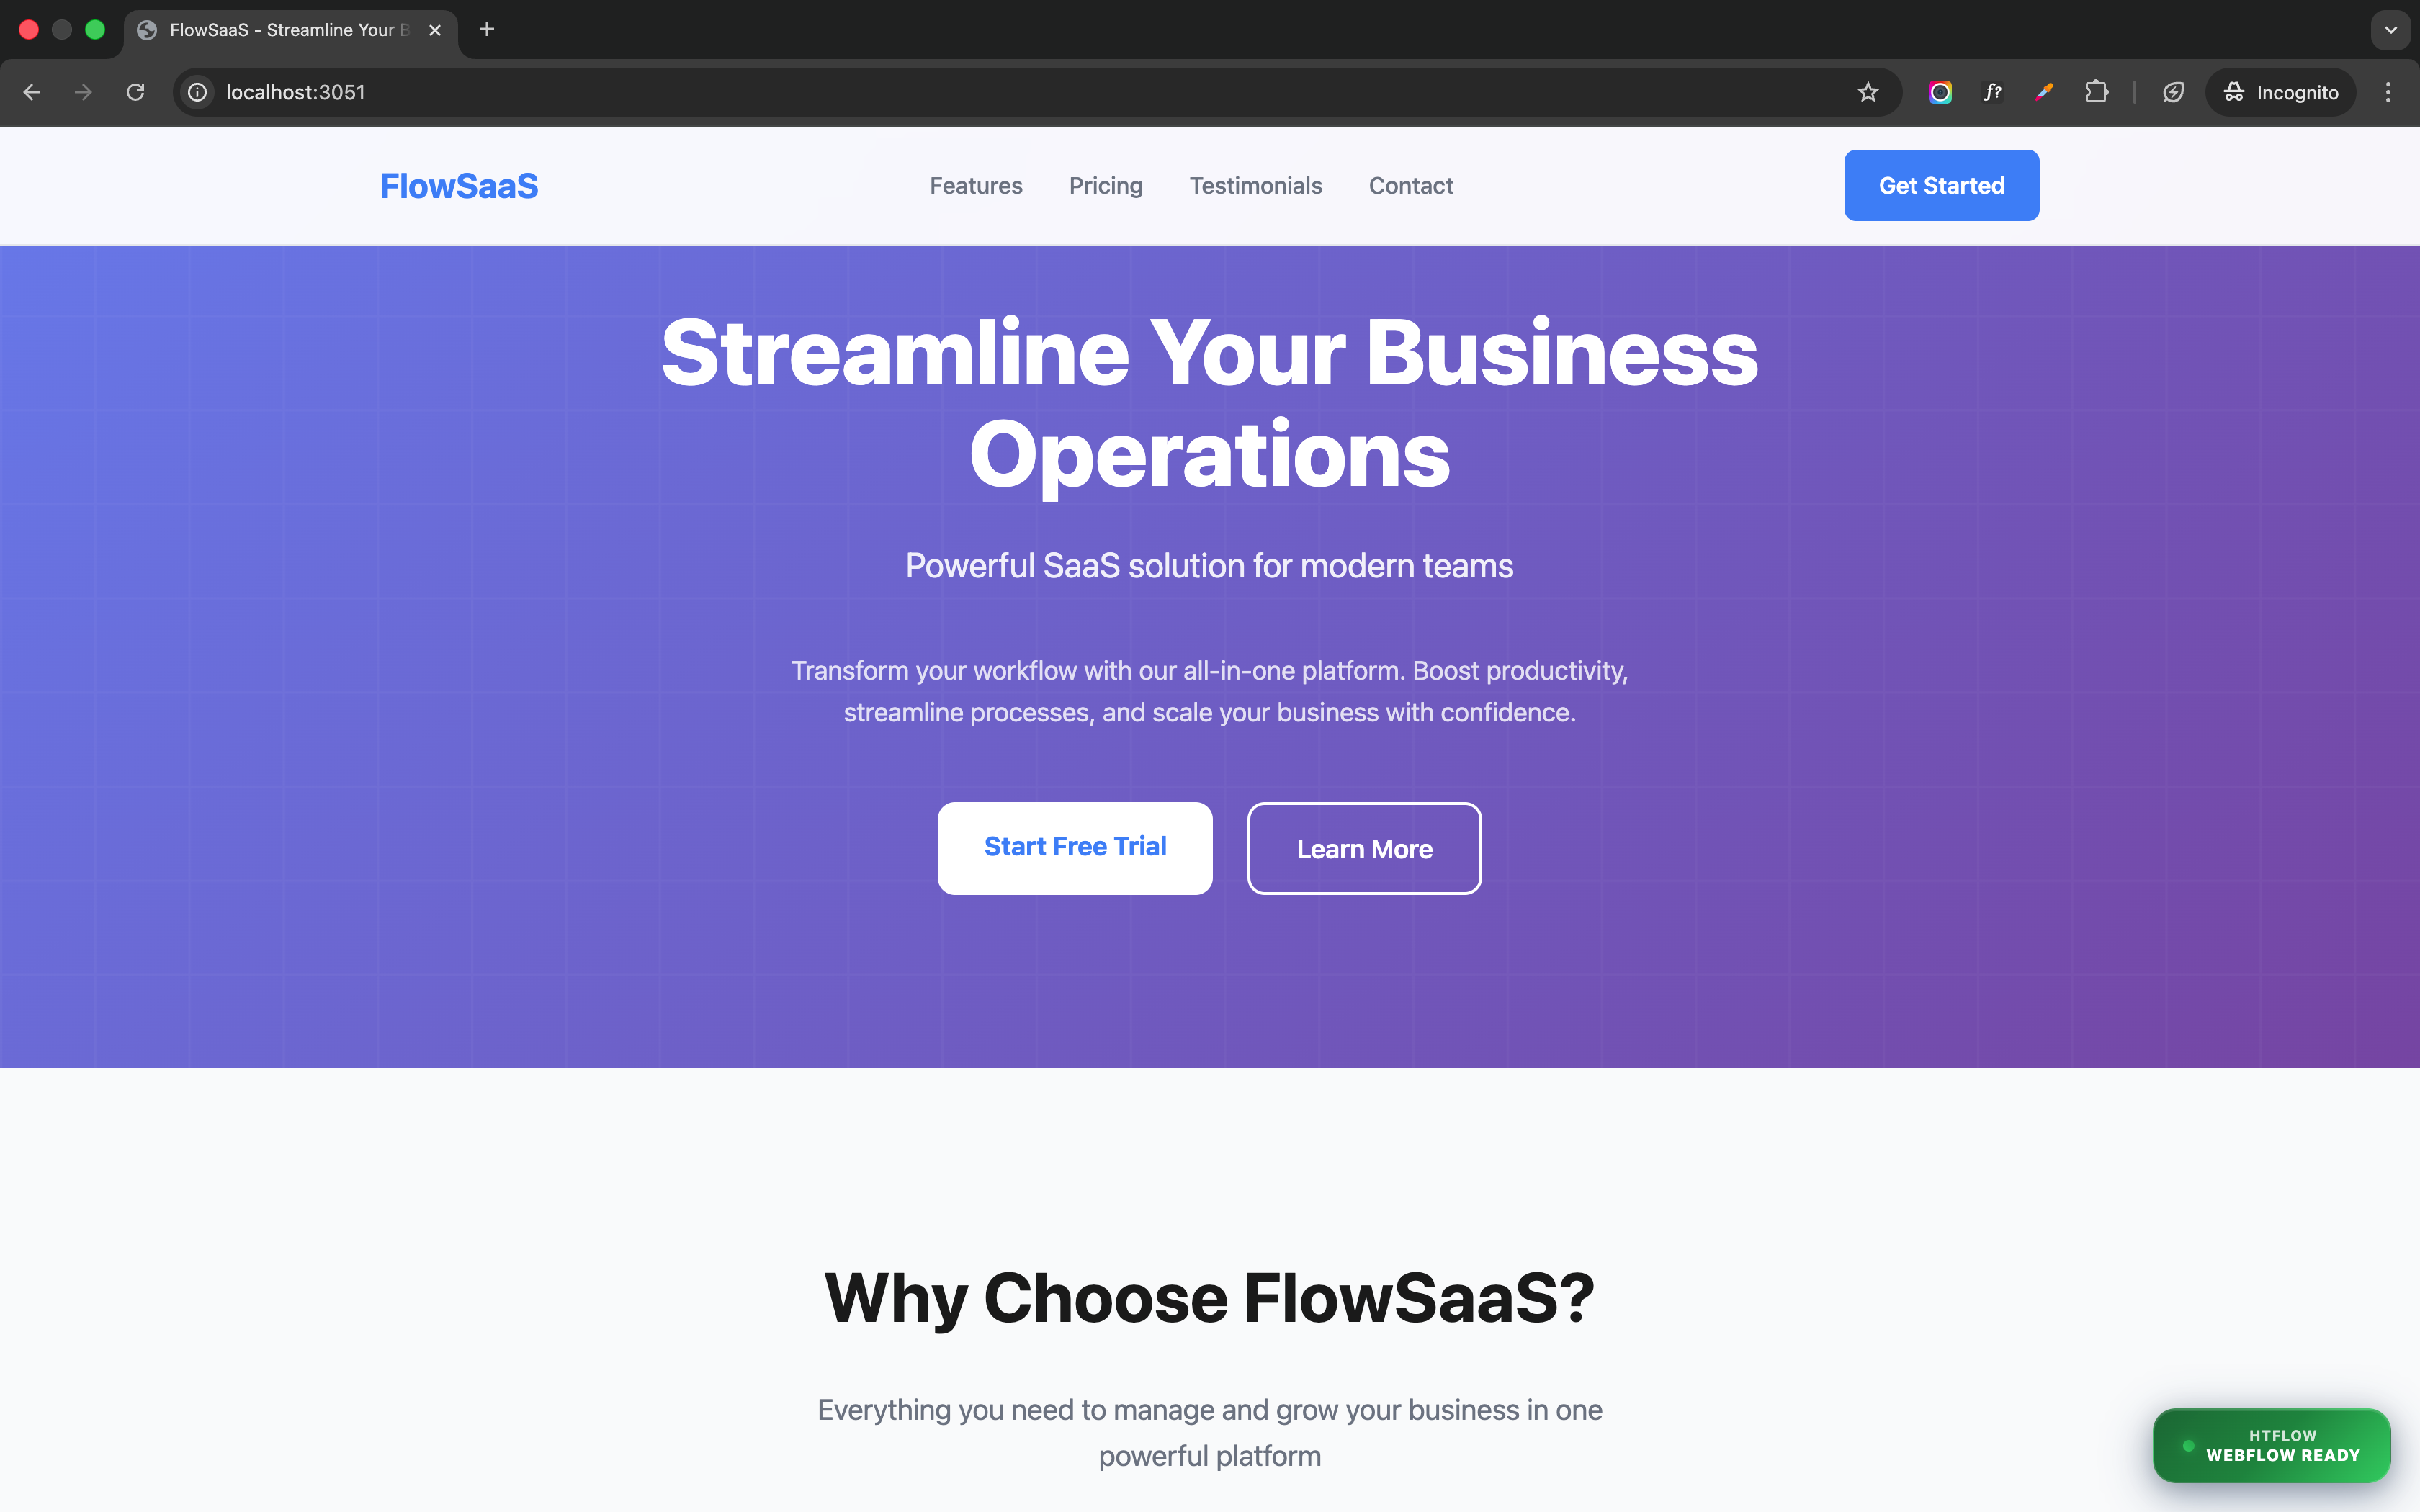 FlowSaaS - Streamline Your B
localhost:3051
Incognito
FlowSaaS
Features
Pricing
Testimonials
Contact
Get Started
Streamline Your Business
Operations
Powerful SaaS solution for modern teams
Transform your workflow with our all-in-one platform. Boost productivity,
streamline processes, and scale your business with confidence.
Start Free Trial
Learn More
Why Choose FlowSaaS?
Everything you need to manage and grow your business in one
powerful platform
HTFLOW
WEBFLOW READY